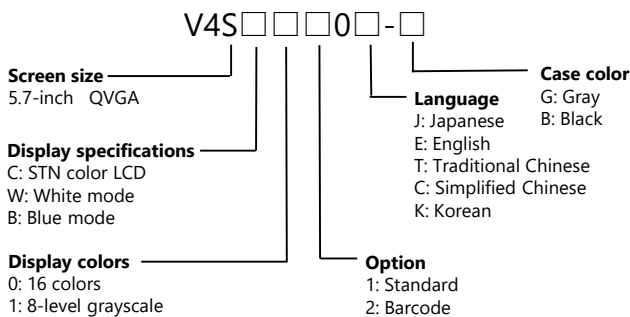 V4S□□□0□-□
Screen size
5.7-inch QVGA
Display specifications
C: STN color LCD
W: White mode
B: Blue mode
Display colors
0: 16 colors
1: 8-level grayscale
Option
1: Standard
2: Barcode
Language
J: Japanese
E: English
T: Traditional Chinese
C: Simplified Chinese
K: Korean
Case color
G: Gray
B: Black